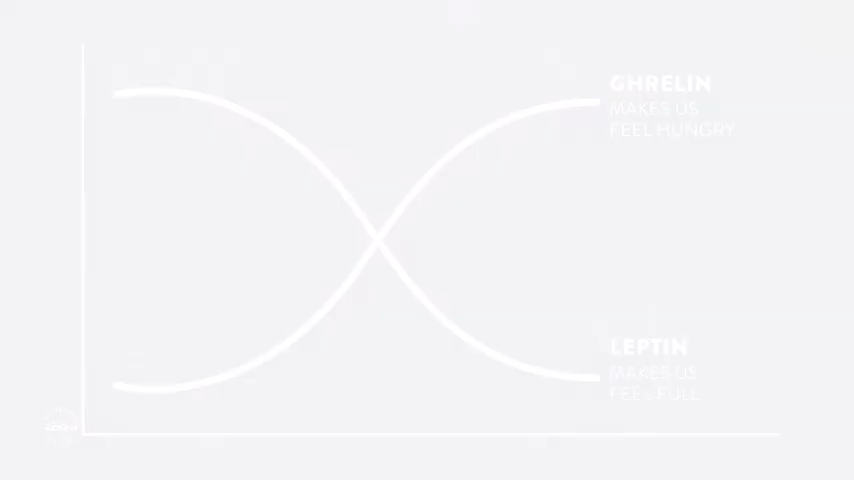 GHRELIN
MAKES US
FEEL HUNGRY
LEPTIN
MAKES US
FEEL FULL